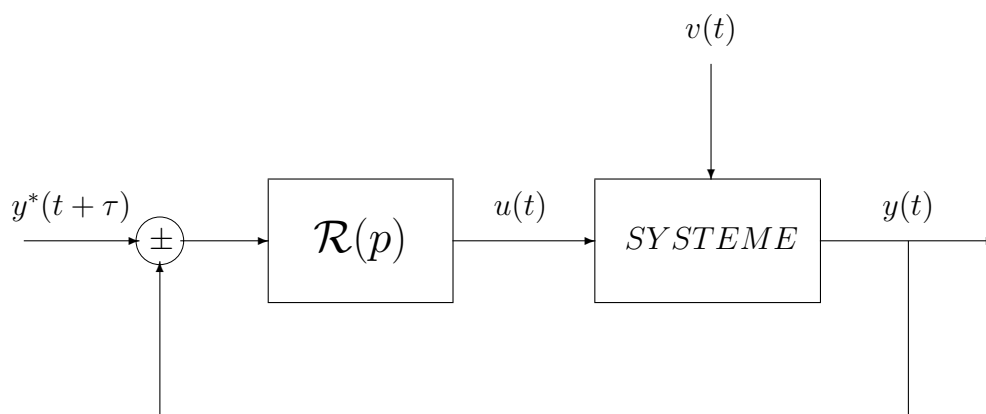 v(t)
y*(t + τ)
u(t)
y(t)
±
R(p)
SYSTEME